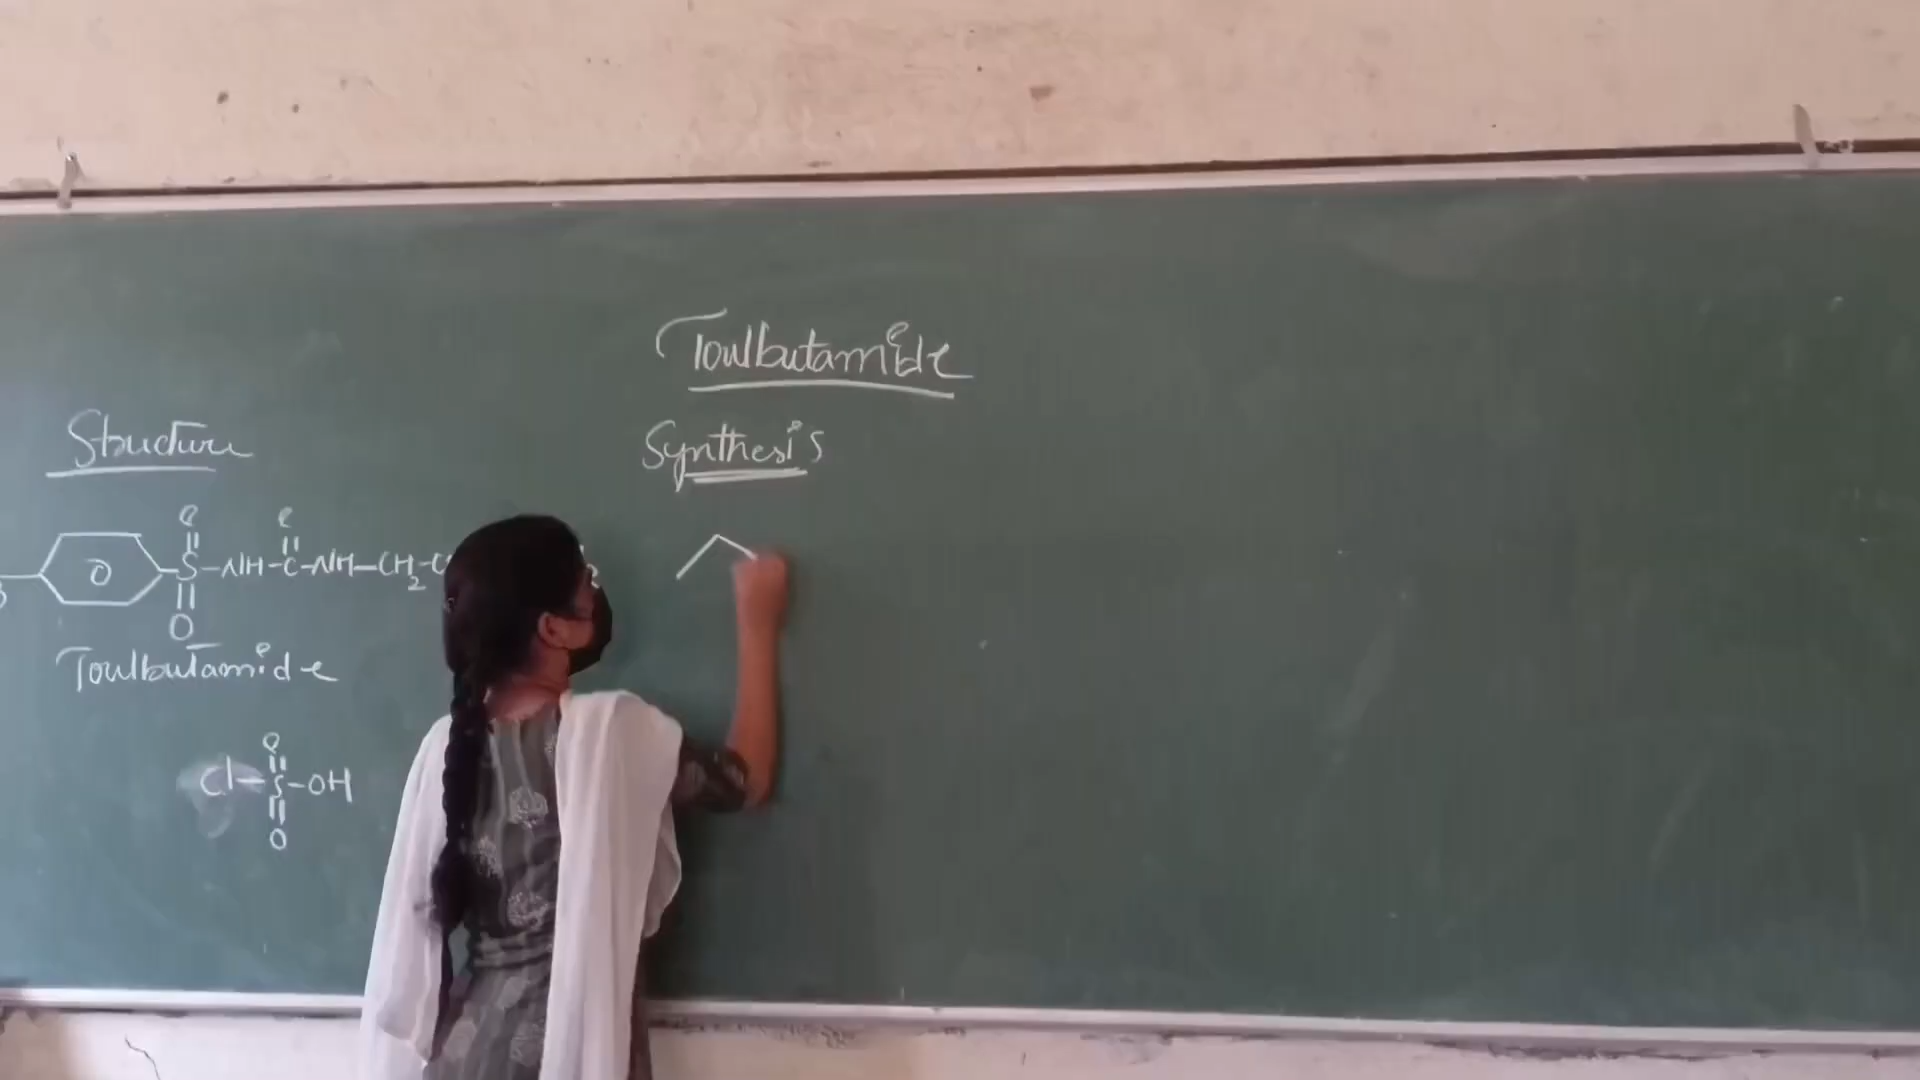 Toulbutamide
Structure
Synthesis
O O
S-NH-C-NH-CH2-C
O
Toulbutamide
O
Cl-S-OH
O